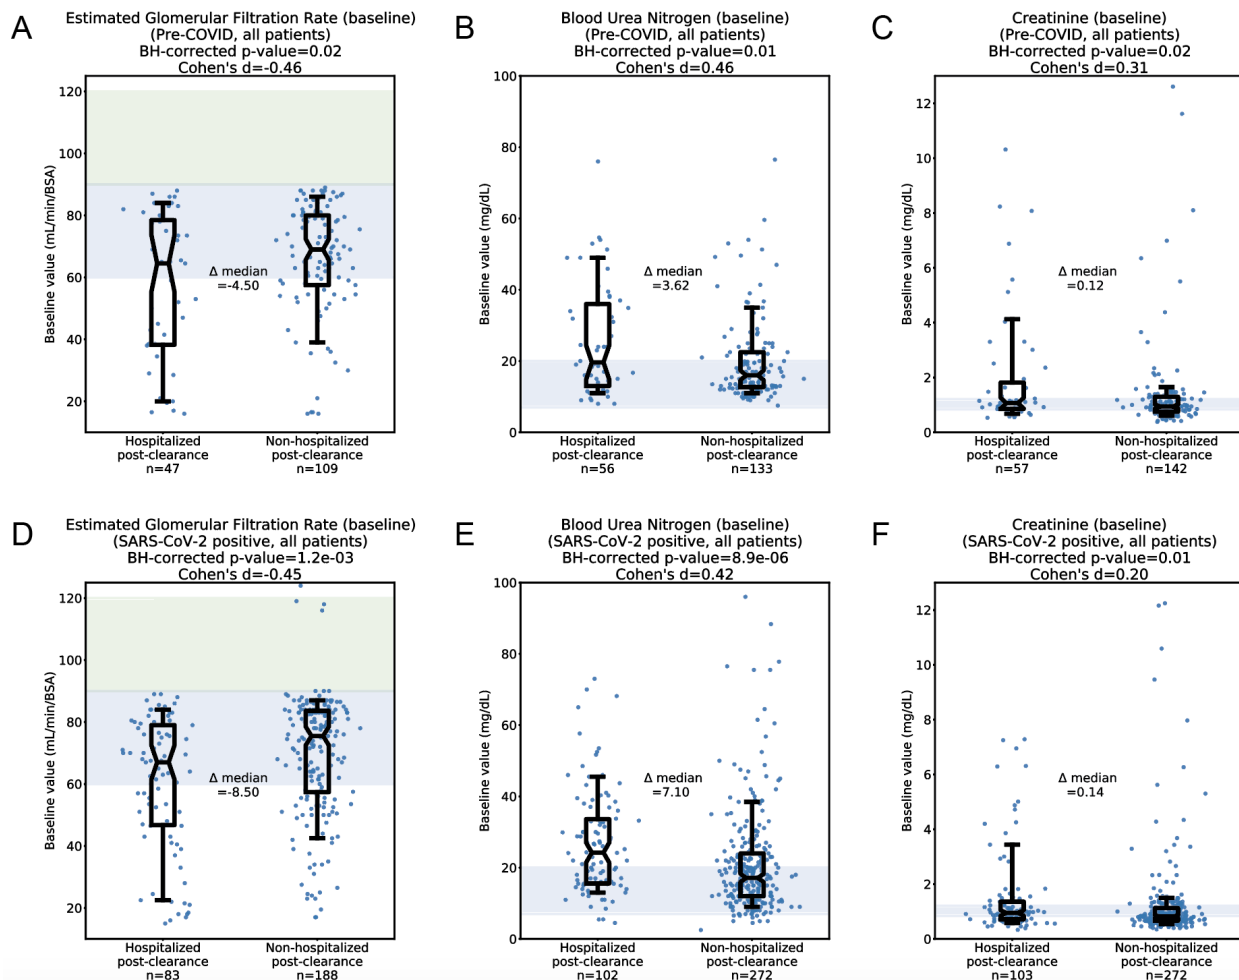 A
Estimated Glomerular Filtration Rate (baseline)
(Pre-COVID, all patients)
BH-corrected p-value=0.02
Cohen's d=-0.46
120
100
80
60
40
20
Baseline value (mL/min/BSA)
Δ median
=-4.50
Hospitalized
post-clearance
n=47
Non-hospitalized
post-clearance
n=109
B
Blood Urea Nitrogen (baseline)
(Pre-COVID, all patients)
BH-corrected p-value=0.01
Cohen's d=0.46
100
80
60
40
20
0
Baseline value (mg/dL)
Δ median
=3.62
Hospitalized
post-clearance
n=56
Non-hospitalized
post-clearance
n=133
C
Creatinine (baseline)
(Pre-COVID, all patients)
BH-corrected p-value=0.02
Cohen's d=0.31
12
10
8
6
4
2
0
Baseline value (mg/dL)
Δ median
=0.12
Hospitalized
post-clearance
n=57
Non-hospitalized
post-clearance
n=142
D
Estimated Glomerular Filtration Rate (baseline)
(SARS-CoV-2 positive, all patients)
BH-corrected p-value=1.2e-03
Cohen's d=-0.45
120
100
80
60
40
20
Baseline value (mL/min/BSA)
Δ median
=-8.50
Hospitalized
post-clearance
n=83
Non-hospitalized
post-clearance
n=188
E
Blood Urea Nitrogen (baseline)
(SARS-CoV-2 positive, all patients)
BH-corrected p-value=8.9e-06
Cohen's d=0.42
100
80
60
40
20
0
Baseline value (mg/dL)
Δ median
=7.10
Hospitalized
post-clearance
n=102
Non-hospitalized
post-clearance
n=272
F
Creatinine (baseline)
(SARS-CoV-2 positive, all patients)
BH-corrected p-value=0.01
Cohen's d=0.20
12
10
8
6
4
2
0
Baseline value (mg/dL)
Δ median
=0.14
Hospitalized
post-clearance
n=103
Non-hospitalized
post-clearance
n=272